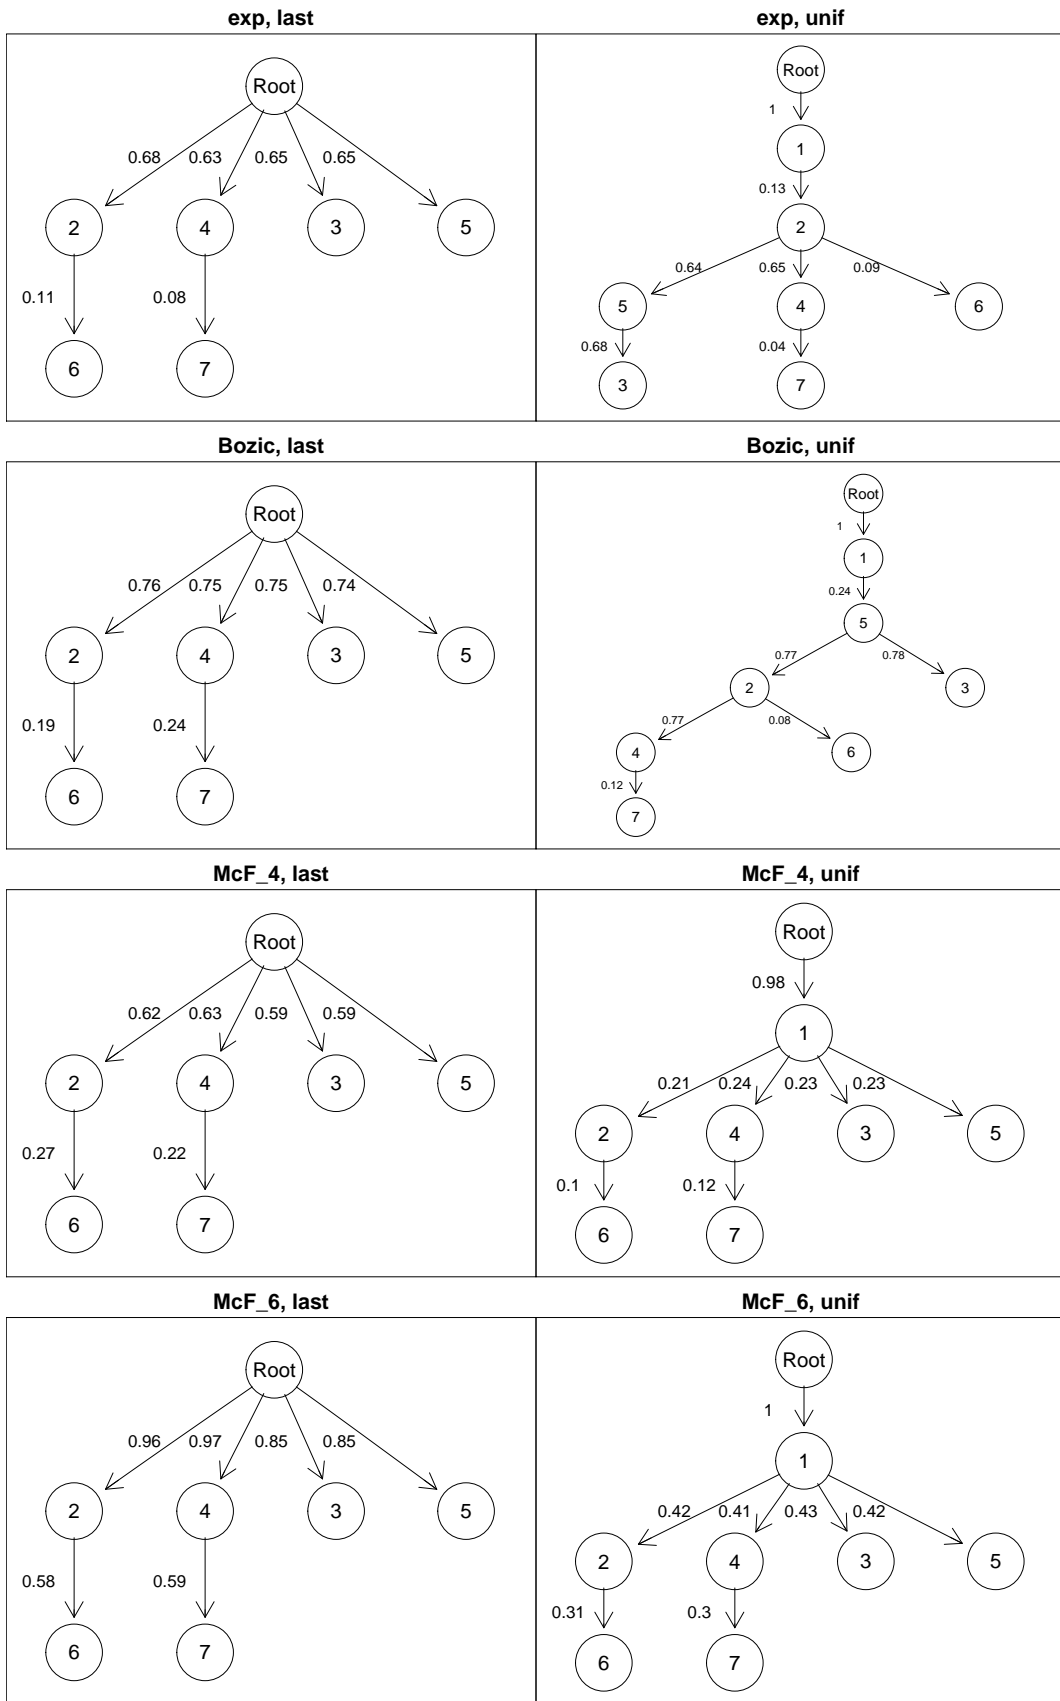 exp, last
Root
0.68 0.63 0.65 0.65
2 4 3 5
0.11 0.08
6 7
exp, unif
Root
1
1
0.13
2
0.64 0.65 0.09
5 4 6
0.68 0.04
3 7
Bozic, last
Root
0.76 0.75 0.75 0.74
2 4 3 5
0.19 0.24
6 7
Bozic, unif
Root
1
1
0.24
5
0.77 0.78
2 3
0.77 0.08
4 6
0.12
7
McF_4, last
Root
0.62 0.63 0.59 0.59
2 4 3 5
0.27 0.22
6 7
McF_4, unif
Root
0.98
1
0.21 0.24 0.23 0.23
2 4 3 5
0.1 0.12
6 7
McF_6, last
Root
0.96 0.97 0.85 0.85
2 4 3 5
0.58 0.59
6 7
McF_6, unif
Root
1
1
0.42 0.41 0.43 0.42
2 4 3 5
0.31 0.3
6 7